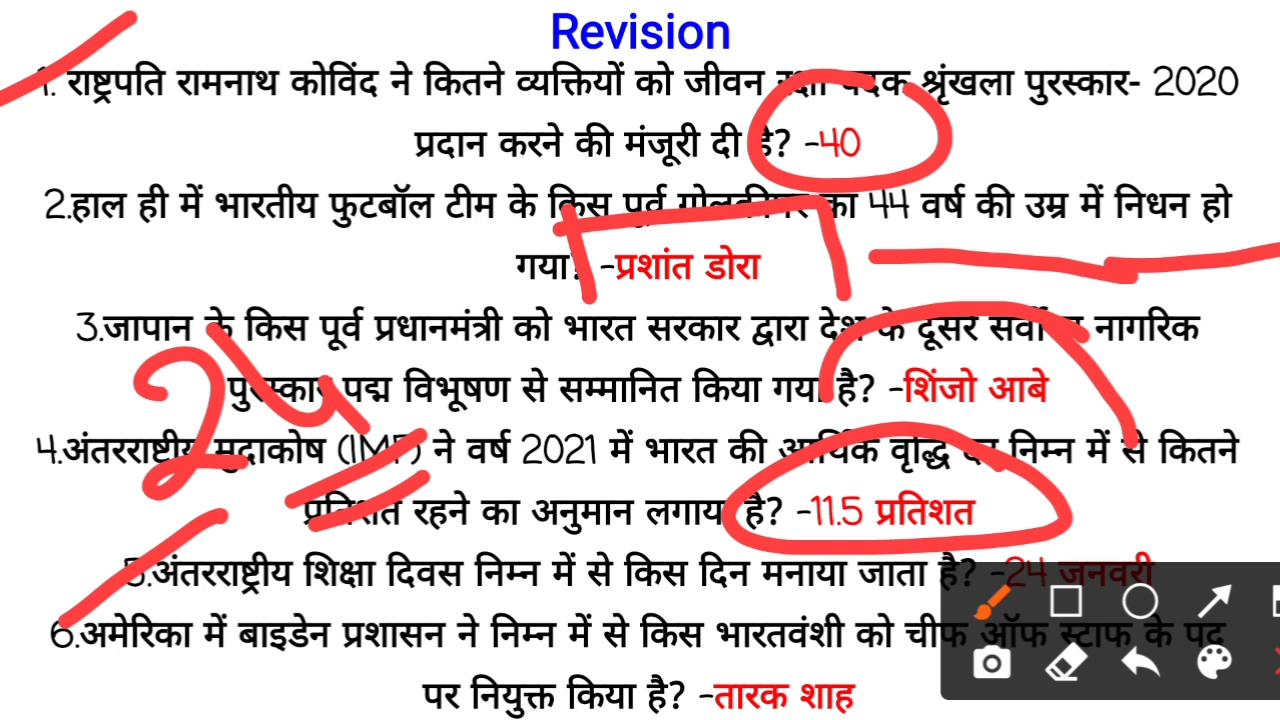 Revision
1. राष्ट्रपति रामनाथ कोविंद ने कितने व्यक्तियों को जीवन रक्षा पदक श्रृंखला पुरस्कार- 2020
प्रदान करने की मंजूरी दी है? -40
2.हाल ही में भारतीय फुटबॉल टीम के किस पूर्व गोलकीपर का 44 वर्ष की उम्र में निधन हो
गया? -प्रशांत डोरा
3.जापान के किस पूर्व प्रधानमंत्री को भारत सरकार द्वारा देश के दूसरे सर्वोच्च नागरिक
पुरस्कार पद्म विभूषण से सम्मानित किया गया है? -शिंजो आबे
24
4.अंतरराष्टीय मुद्राकोष (IMF) ने वर्ष 2021 में भारत की आर्थिक वृद्धि दर निम्न में से कितने
प्रतिशत रहने का अनुमान लगाया है? -11.5 प्रतिशत
5.अंतरराष्ट्रीय शिक्षा दिवस निम्न में से किस दिन मनाया जाता है? -24 जनवरी
6.अमेरिका में बाइडेन प्रशासन ने निम्न में से किस भारतवंशी को चीफ ऑफ स्टाफ के पद
पर नियुक्त किया है? -तारक शाह